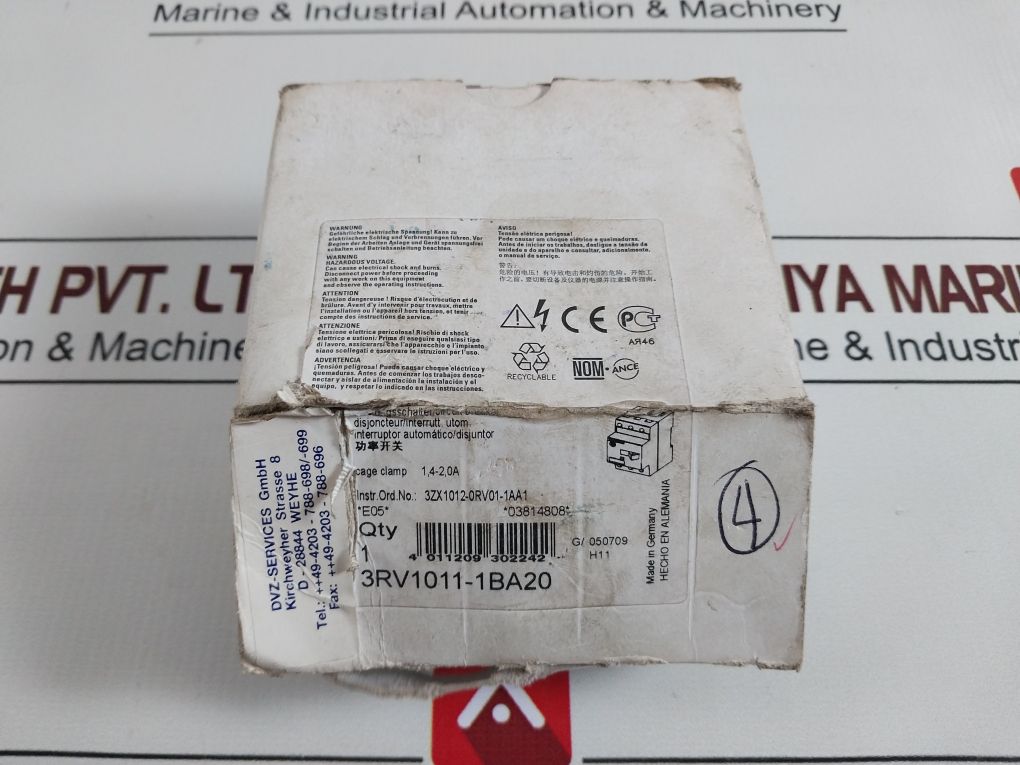 Marine & Industrial Automation & Machinery
TH PVT. LT
IYA MARI
on & Machine
ne & Industri
WARNUNG
Gefährliche elektrische Spannung! Kann zu
elektrischem Schlag und Verbrennungen führen. Vor
Beginn der Arbeiten Anlage und Gerät spannungsfrei
schalten und Betriebsanleitung beachten.
WARNING
HAZARDOUS VOLTAGE.
Can cause electrical shock and burns.
Disconnect power before proceeding
with any work on this equipment
and observe the operating instructions.
ATTENTION
Tension dangereuse ! Risque d'électrocution et de
brûlure. Avant d'y intervenir pour travaux, mettre
l'installation ou l'appareil hors tension, et tenir
compte des instructions de service.
ATTENZIONE
Tensione elettrica pericolosa! Rischio di shock
elettrico e ustioni. Prima di eseguire qualsiasi tipo
di lavoro, assicurarsi che l'apparecchio e l'impianto
siano scollegati e osservare le istruzioni per l'uso.
ADVERTENCIA
¡Tensión peligrosa! Puede causar choque eléctrico y
quemaduras. Antes de comenzar los trabajos desco-
nectar y aislar de alimentación la instalación y el
equipo, y respetar lo indicado en las instrucciones.
AVISO
Tensão elétrica perigosa!
Pode causar um choque elétrico e queimaduras.
Antes de iniciar os trabalhos, desligue a tensão da
unidade e do aparelho e consultar, adicionalmente,
o manual de serviço.
警告:
危险的电压! 有导致电击和灼伤的危险。开始工
作之前, 要切断设备及仪器的电源并注意操作指南。
CE
АЯ46
RECYCLABLE
NOM-ANCE
gsschalter/circuit breaker
disjoncteur/interrutt. utom
interruptor automático/disjuntor
功率开关
cage clamp 1,4-2,0A
Instr.Ord.No.: 3ZX1012-0RV01-1AA1
*E05* *03814808*
Qty
1
4 011209 302242
G/ 050709
H11
3RV1011-1BA20
Made in Germany
HECHO EN ALEMANIA
DVZ-SERVICES GmbH
Kirchweyher Strasse 8
D - 28844 WEYHE
Tel.: ++49-4203 - 788-698/-699
Fax: ++49-4203 - 788-696
4